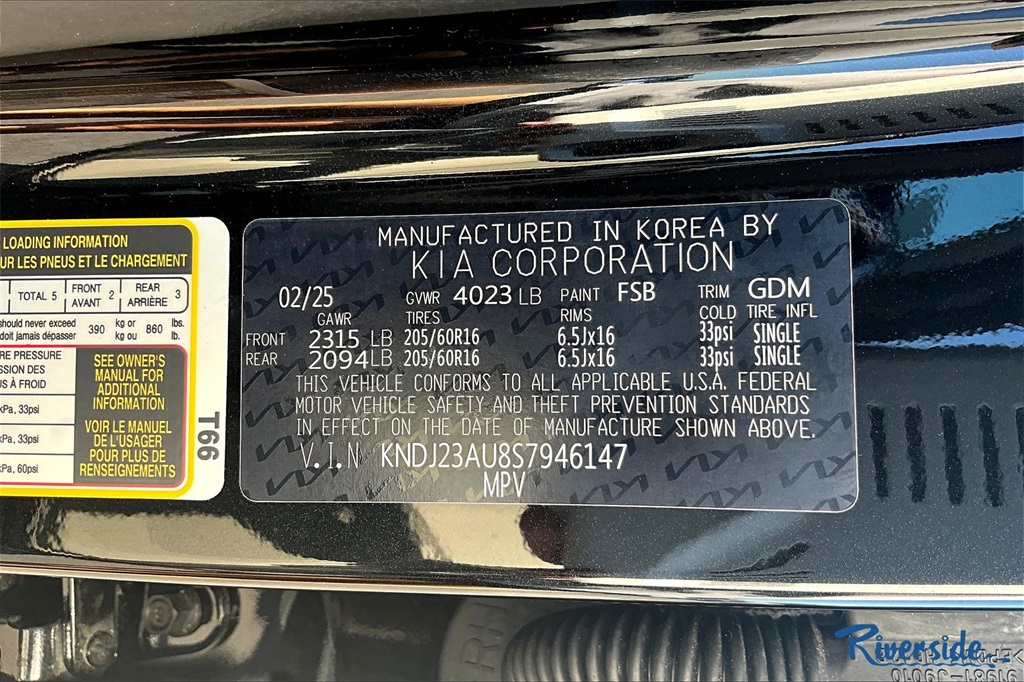 LOADING INFORMATION
UR LES PNEUS ET LE CHARGEMENT
TOTAL 5 FRONT AVANT 2 REAR ARRIÈRE 3
should never exceed 390 kg or 860 lbs.
doit jamais dépasser kg ou lb.
RE PRESSURE
SSION DES
S À FROID
kPa, 33psi
kPa, 33psi
kPa, 60psi
SEE OWNER'S
MANUAL FOR
ADDITIONAL
INFORMATION
VOIR LE MANUEL
DE L'USAGER
POUR PLUS DE
RENSEIGNEMENTS
T66
MANUFACTURED IN KOREA BY
KIA CORPORATION
02/25 GVWR 4023 LB PAINT FSB TRIM GDM
GAWR TIRES RIMS COLD TIRE INFL
FRONT 2315 LB 205/60R16 6.5Jx16 33psi SINGLE
REAR 2094 LB 205/60R16 6.5Jx16 33psi SINGLE
THIS VEHICLE CONFORMS TO ALL APPLICABLE U.S.A. FEDERAL
MOTOR VEHICLE SAFETY AND THEFT PREVENTION STANDARDS
IN EFFECT ON THE DATE OF MANUFACTURE SHOWN ABOVE.
V.I.N KNDJ23AU8S7946147
MPV
RH
Riverside
91981-J9010